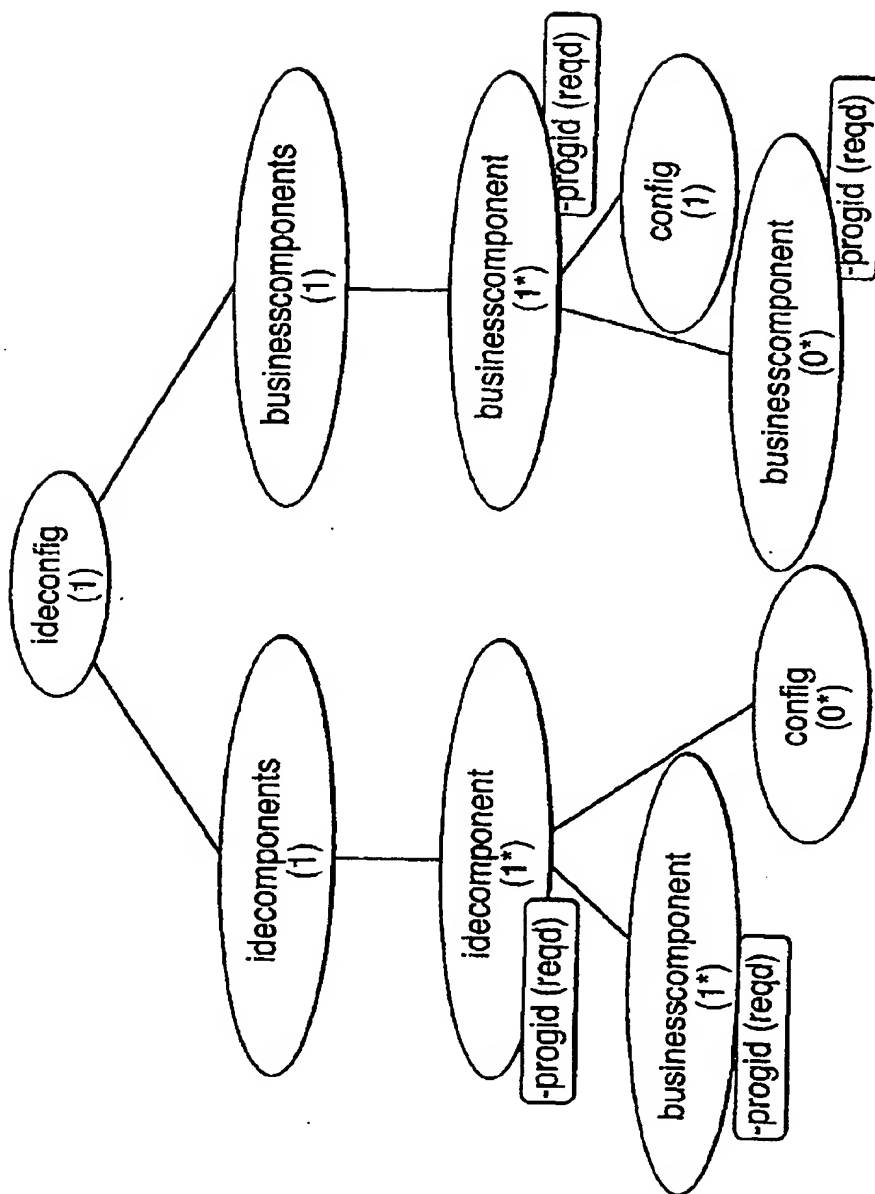 ideconfig
(1)
idecomponents
(1)
businesscomponents
(1)
idecomponent
(1*)
-progid (reqd)
businesscomponent
(1*)
-progid (reqd)
businesscomponent
(1*)
-progid (reqd)
config
(0*)
config
(1)
businesscomponent
(0*)
-progid (reqd)